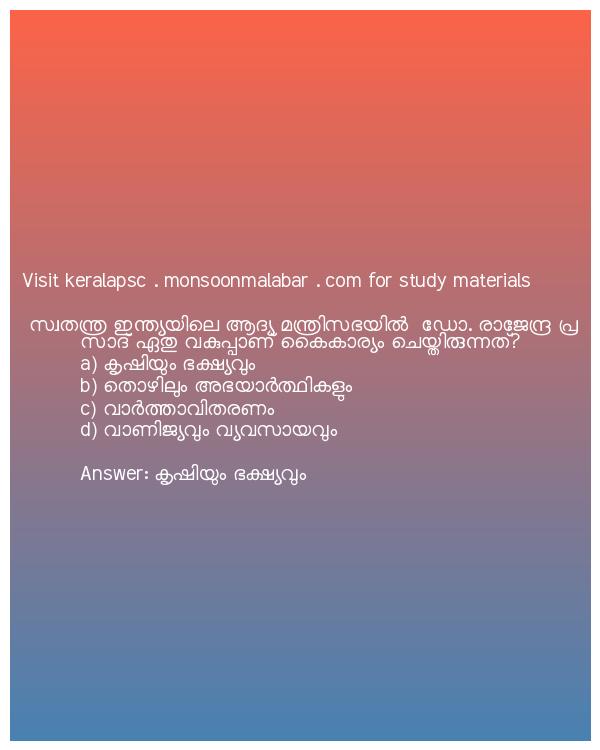 Visit keralapsc . monsoonmalabar . com for study materials
സ്വതന്ത്ര ഇന്ത്യയിലെ ആദ്യ മന്ത്രിസഭയിൽ ഡോ. രാജേന്ദ്ര പ്ര
സാദ് ഏതു വകുപ്പാണ് കൈകാര്യം ചെയ്തിരുന്നത്?
a) കൃഷിയും ഭക്ഷ്യവും
b) തൊഴിലും അഭയാർത്ഥികളും
c) വാർത്താവിതരണം
d) വാണിജ്യവും വ്യവസായവും
Answer: കൃഷിയും ഭക്ഷ്യവും